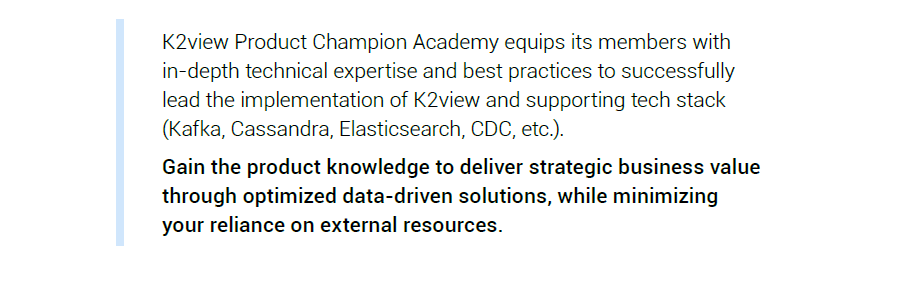 K2view Product Champion Academy equips its members with
in-depth technical expertise and best practices to successfully
lead the implementation of K2view and supporting tech stack
(Kafka, Cassandra, Elasticsearch, CDC, etc.).
Gain the product knowledge to deliver strategic business value
through optimized data-driven solutions, while minimizing
your reliance on external resources.